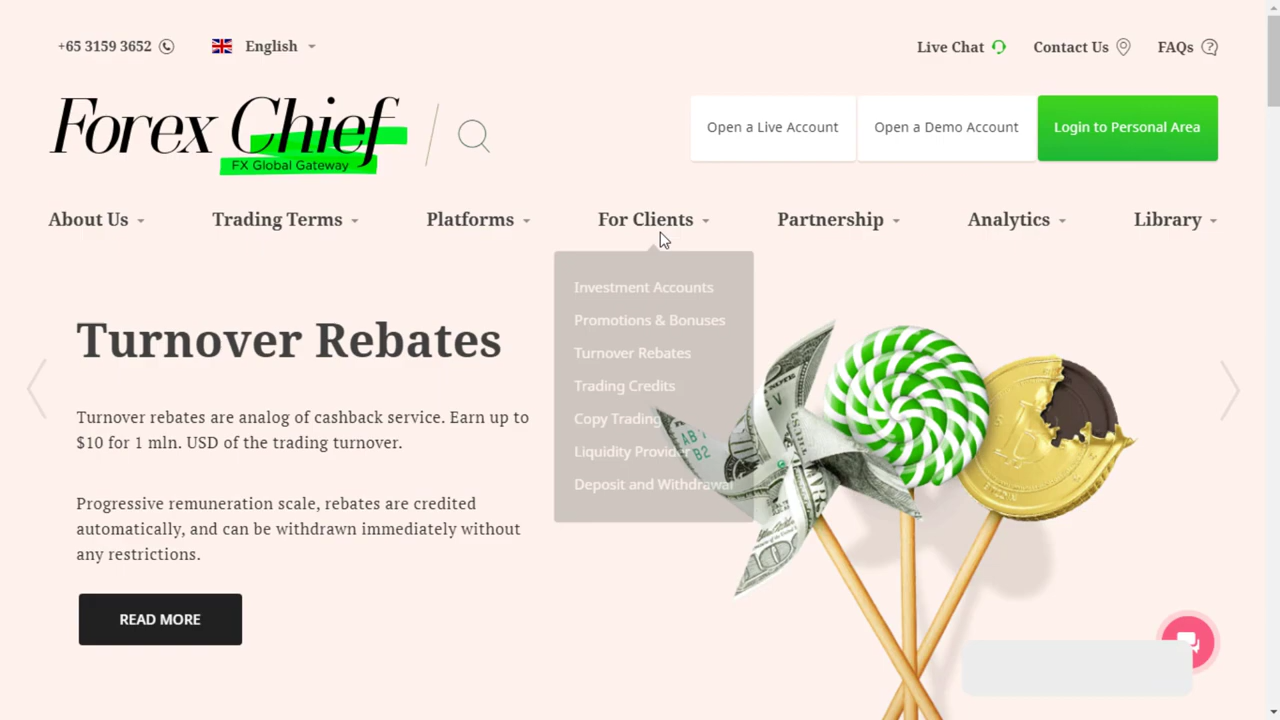 +65 3159 3652
English
Live Chat
Contact Us
FAQs
Forex Chief
FX Global Gateway
Open a Live Account
Open a Demo Account
Login to Personal Area
About Us
Trading Terms
Platforms
For Clients
Partnership
Analytics
Library
Investment Accounts
Promotions & Bonuses
Turnover Rebates
Trading Credits
Copy Trading
Liquidity Provider
Deposit and Withdrawal
Turnover Rebates
Turnover rebates are analog of cashback service. Earn up to
$10 for 1 mln. USD of the trading turnover.
Progressive remuneration scale, rebates are credited
automatically, and can be withdrawn immediately without
any restrictions.
READ MORE
B2